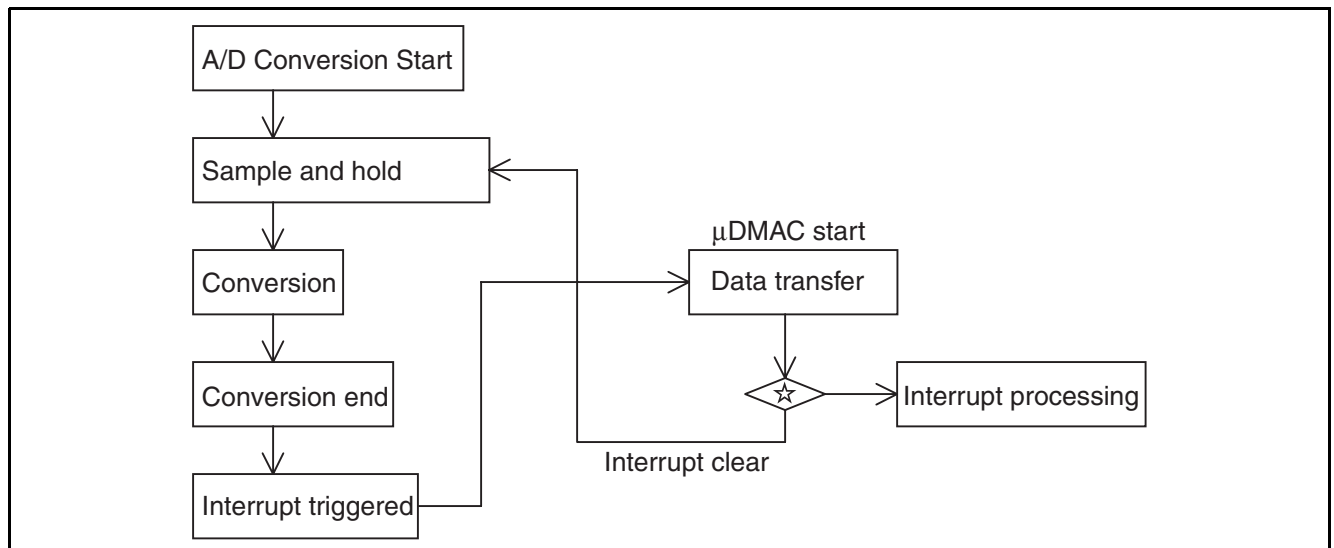 A/D Conversion Start
Sample and hold
Conversion
Conversion end
Interrupt triggered
μDMAC start
Data transfer
☆
Interrupt processing
Interrupt clear